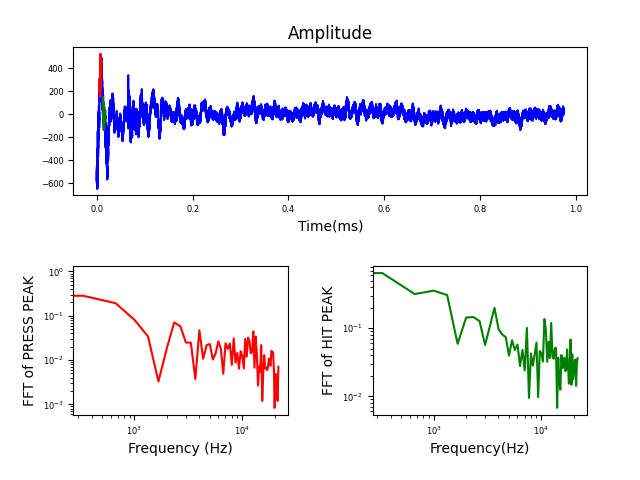 Amplitude
400
200
0
−200
−400
−600
0.0 0.2 0.4 0.6 0.8 1.0
Time(ms)
FFT of PRESS PEAK
10⁰
10⁻¹
10⁻²
10⁻³
10³ 10⁴
Frequency (Hz)
FFT of HIT PEAK
10⁻¹
10⁻²
10³ 10⁴
Frequency(Hz)